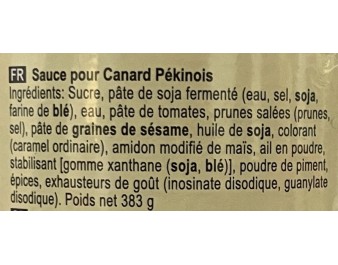 FR Sauce pour Canard Pékinois
Ingrédients: Sucre, pâte de soja fermenté (eau, sel, soja,
farine de blé), eau, pâte de tomates, prunes salées (prunes,
sel), pâte de graines de sésame, huile de soja, colorant
(caramel ordinaire), amidon modifié de maïs, ail en poudre,
stabilisant [gomme xanthane (soja, blé)], poudre de piment,
épices, exhausteurs de goût (inosinate disodique, guanylate
disodique). Poids net 383 g